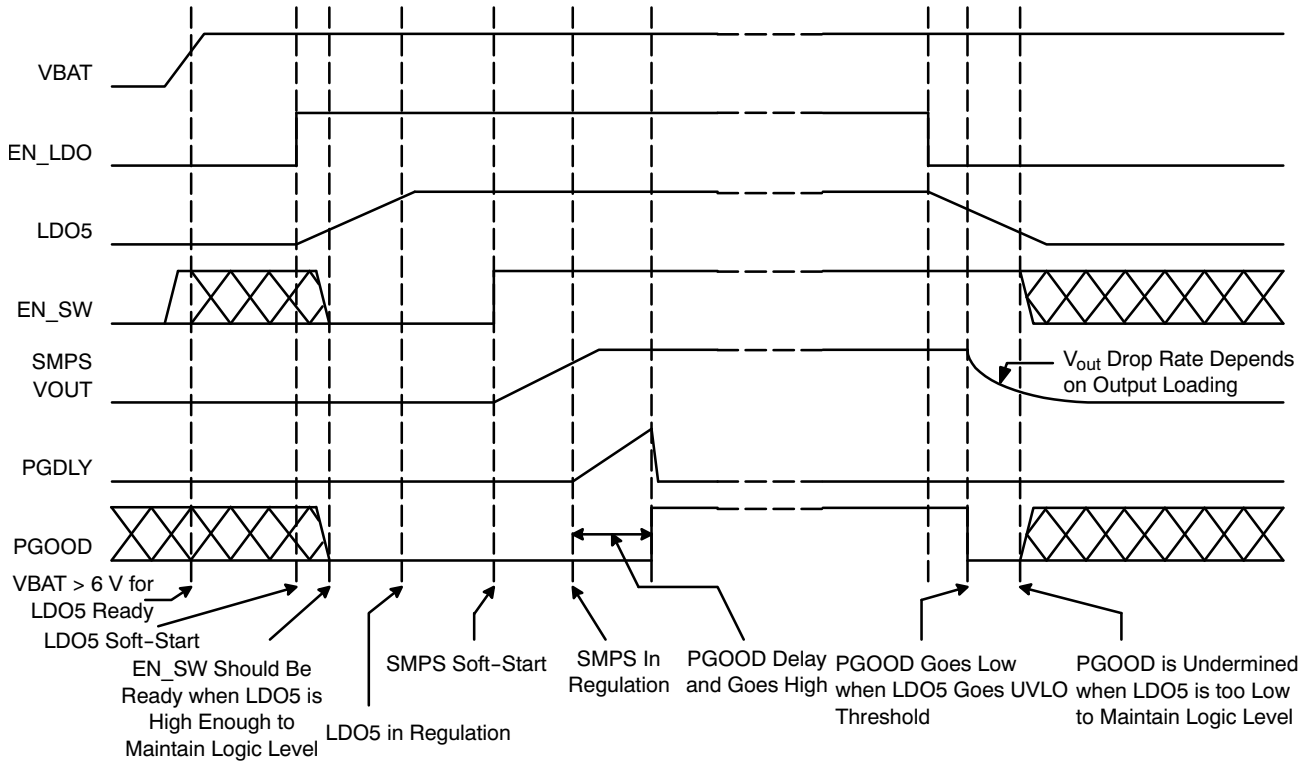 VBAT
EN_LDO
LDO5
EN_SW
SMPS
VOUT
V_out Drop Rate Depends
on Output Loading
PGDLY
PGOOD
VBAT > 6 V for
LDO5 Ready
LDO5 Soft-Start
EN_SW Should Be
Ready when LDO5 is
High Enough to
Maintain Logic Level
LDO5 in Regulation
SMPS Soft-Start
SMPS In
Regulation
PGOOD Delay
and Goes High
PGOOD Goes Low
when LDO5 Goes UVLO
Threshold
PGOOD is Undermined
when LDO5 is too Low
to Maintain Logic Level